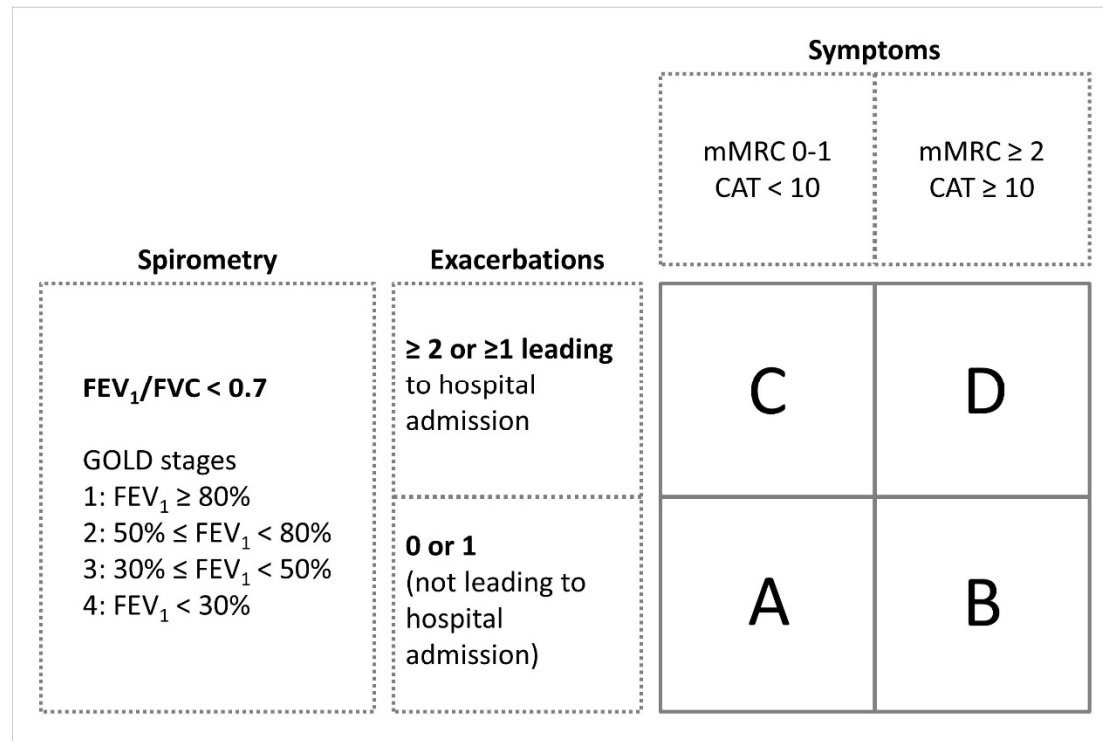 Symptoms
mMRC 0-1
CAT < 10
mMRC ≥ 2
CAT ≥ 10
Spirometry
Exacerbations
FEV₁/FVC < 0.7
GOLD stages
1: FEV₁ ≥ 80%
2: 50% ≤ FEV₁ < 80%
3: 30% ≤ FEV₁ < 50%
4: FEV₁ < 30%
≥ 2 or ≥1 leading
to hospital
admission
0 or 1
(not leading to
hospital
admission)
C
D
A
B